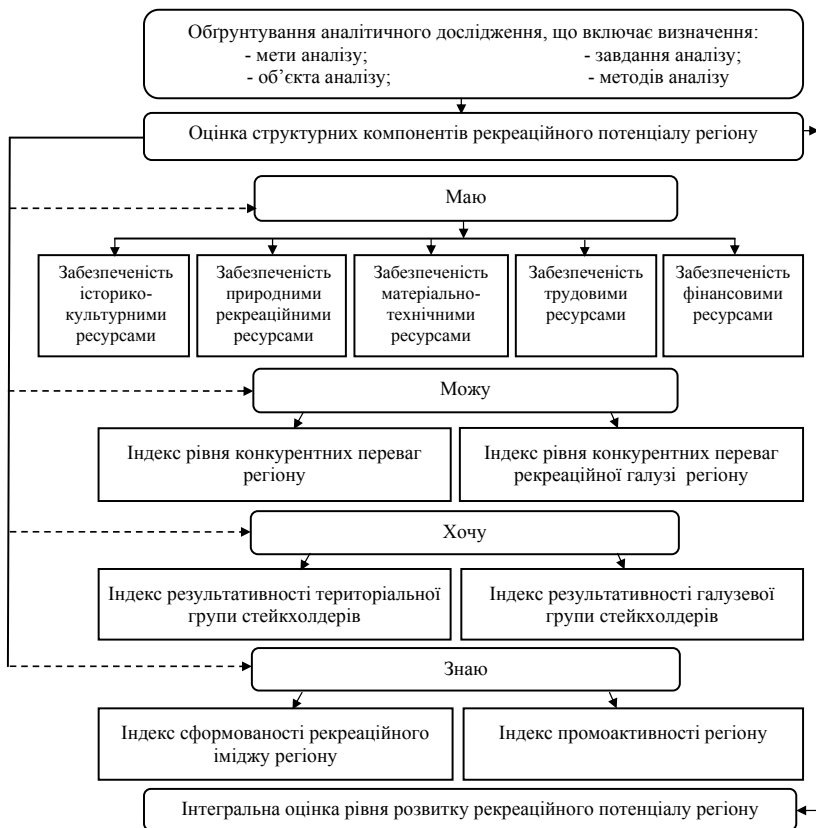 Обґрунтування аналітичного дослідження, що включає визначення:
- мети аналізу; - завдання аналізу;
- об’єкта аналізу; - методів аналізу
Оцінка структурних компонентів рекреаційного потенціалу регіону
Маю
Забезпеченість
історико-
культурними
ресурсами
Забезпеченість
природними
рекреаційними
ресурсами
Забезпеченість
матеріально-
технічними
ресурсами
Забезпеченість
трудовими
ресурсами
Забезпеченість
фінансовими
ресурсами
Можу
Індекс рівня конкурентних переваг
регіону
Індекс рівня конкурентних переваг
рекреаційної галузі регіону
Хочу
Індекс результативності територіальної
групи стейкхолдерів
Індекс результативності галузевої
групи стейкхолдерів
Знаю
Індекс сформованості рекреаційного
іміджу регіону
Індекс промоактивності регіону
Інтегральна оцінка рівня розвитку рекреаційного потенціалу регіону